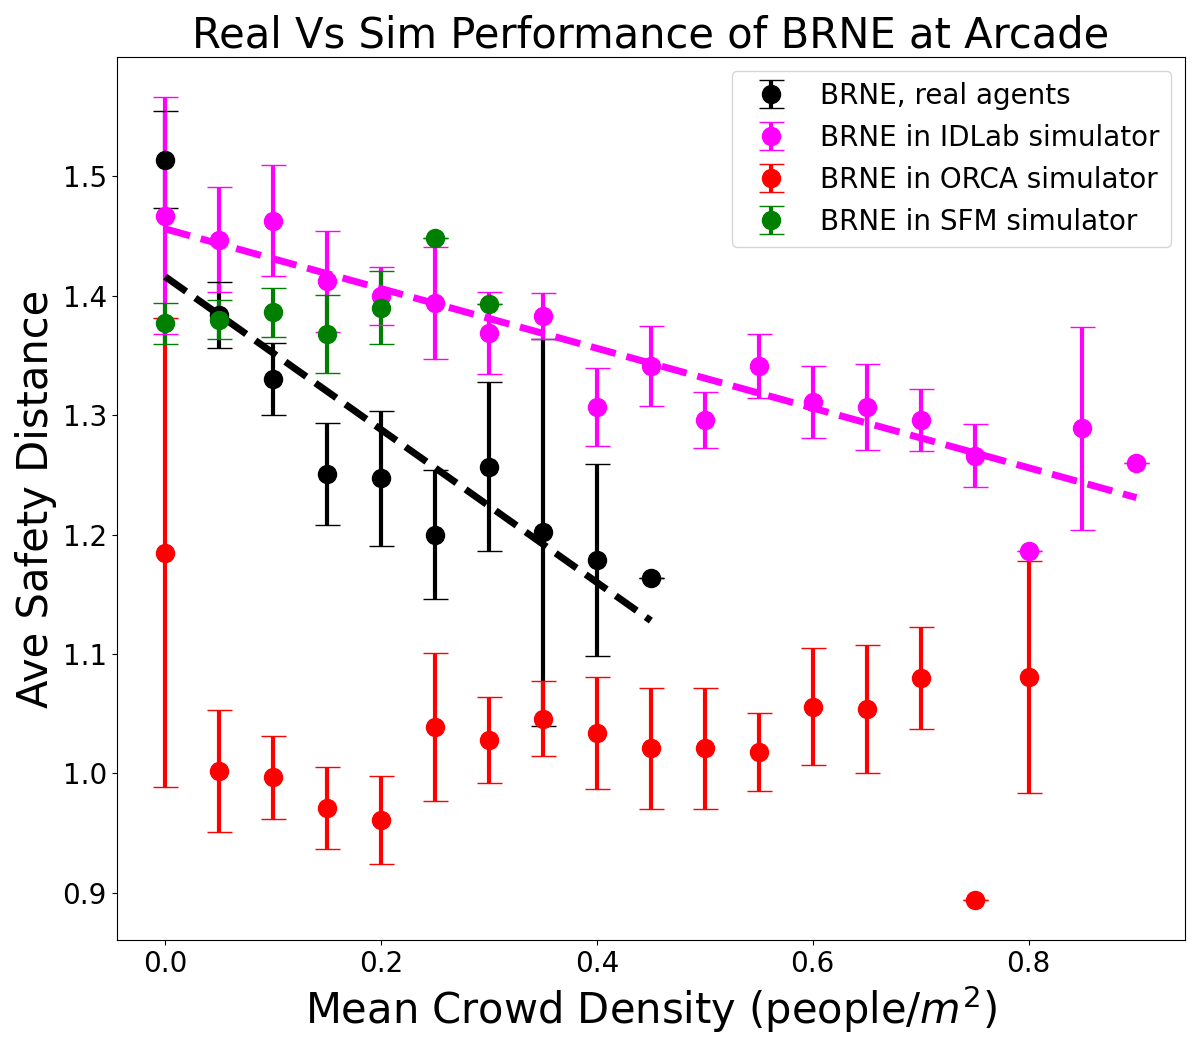 Real Vs Sim Performance of BRNE at Arcade
BRNE, real agents
BRNE in IDLab simulator
BRNE in ORCA simulator
BRNE in SFM simulator
Ave Safety Distance
1.5
1.4
1.3
1.2
1.1
1.0
0.9
0.0 0.2 0.4 0.6 0.8
Mean Crowd Density (people/m²)